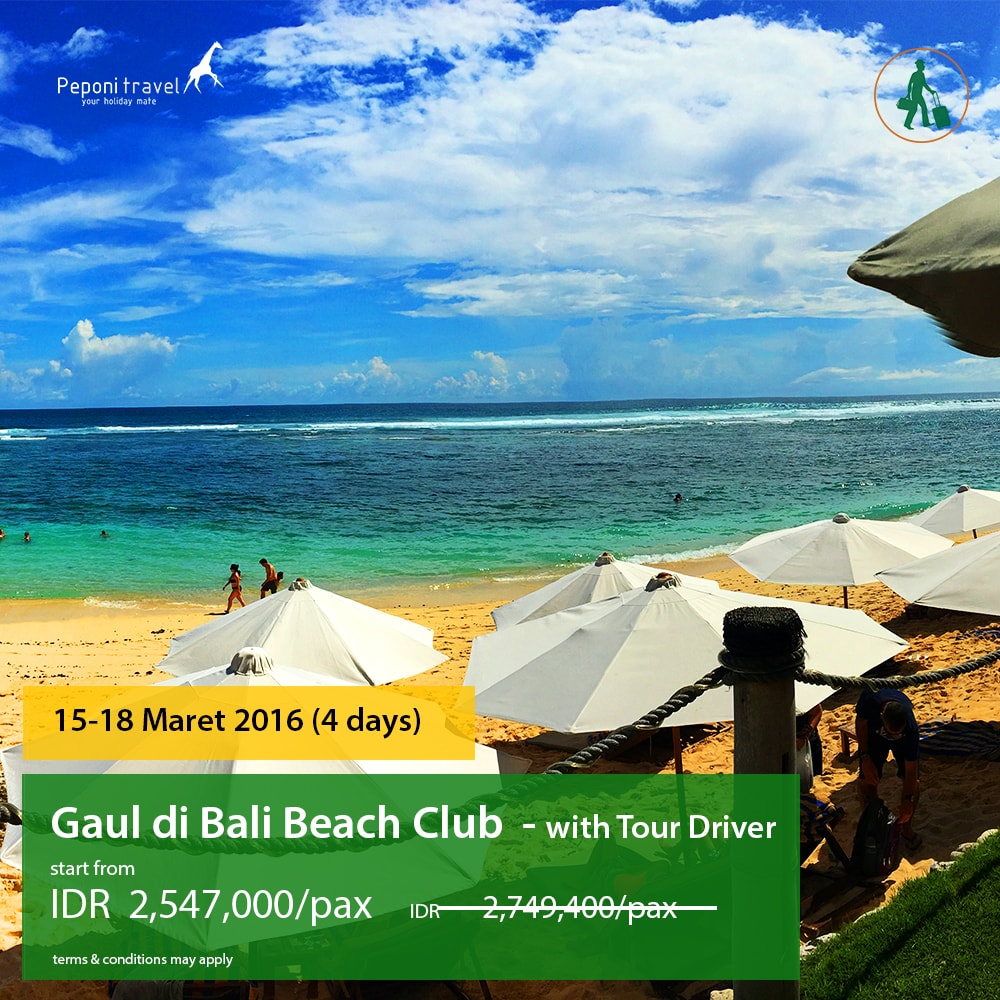 Peponi travel
your holiday mate
15-18 Maret 2016 (4 days)
Gaul di Bali Beach Club - with Tour Driver
start from
IDR 2,547,000/pax IDR 2,749,400/pax
terms & conditions may apply